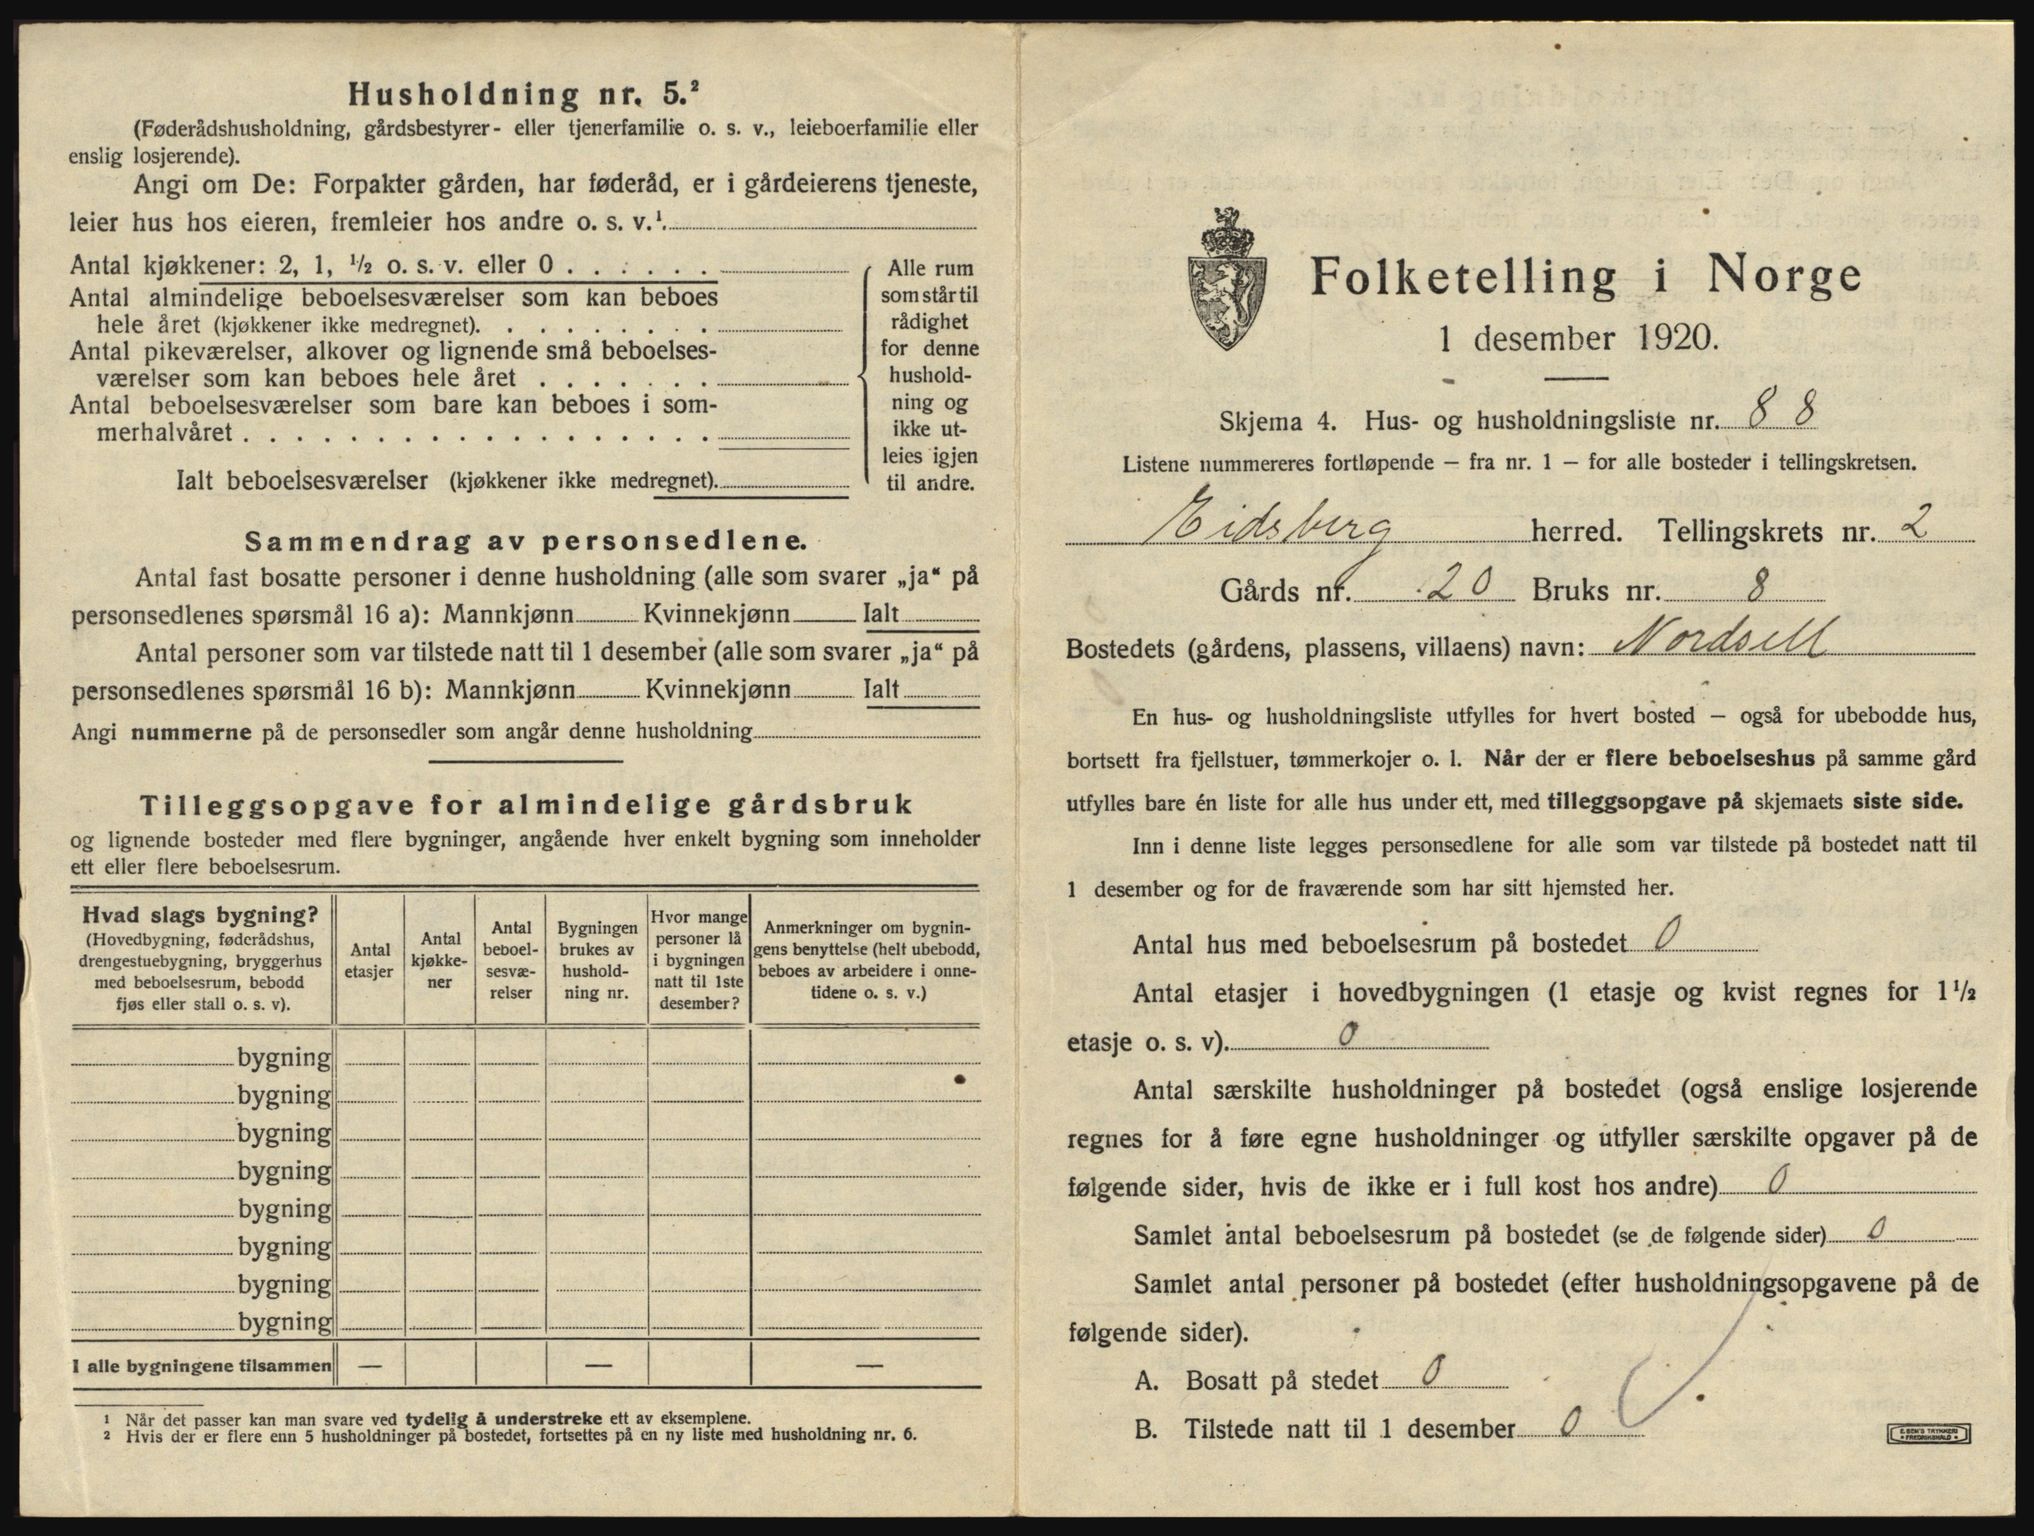 Husholdning nr. 5.²
(Føderådshusholdning, gårdsbestyrer- eller tjenerfamilie o. s. v., leieboerfamilie eller
enslig losjerende).
Angi om De: Forpakter gården, har føderåd, er i gårdeierens tjeneste,
leier hus hos eieren, fremleier hos andre o. s. v.¹.
Antal kjøkkener: 2, 1, ½ o. s. v. eller 0 . . . . . .
Antal almindelige beboelsesværelser som kan beboes
hele året (kjøkkener ikke medregnet). . . . . . . . .
Antal pikeværelser, alkover og lignende små beboelses-
værelser som kan beboes hele året . . . . . . .
Antal beboelsesværelser som bare kan beboes i som-
merhalvåret . . . . . . . . . . . . . . . . . .
Ialt beboelsesværelser (kjøkkener ikke medregnet).
Alle rum
som står til
rådighet
for denne
hushold-
ning og
ikke ut-
leies igjen
til andre.
Sammendrag av personsedlene.
Antal fast bosatte personer i denne husholdning (alle som svarer „ja“ på
personsedlenes spørsmål 16 a): Mannkjønn Kvinnekjønn Ialt
Antal personer som var tilstede natt til 1 desember (alle som svarer „ja“ på
personsedlenes spørsmål 16 b): Mannkjønn Kvinnekjønn Ialt
Angi nummerne på de personsedler som angår denne husholdning
Tilleggsopgave for almindelige gårdsbruk
og lignende bosteder med flere bygninger, angående hver enkelt bygning som inneholder
ett eller flere beboelsesrum.
Hvad slags bygning?
(Hovedbygning, føderådshus,
drengestuebygning, bryggerhus
med beboelsesrum, bebodd
fjøs eller stall o. s. v).
Antal
etasjer
Antal
kjøkke-
ner
Antal
beboel-
sesvæ-
relser
Bygningen
brukes av
hushold-
ning nr.
Hvor mange
personer lå
i bygningen
natt til 1ste
desember?
Anmerkninger om bygnin-
gens benyttelse (helt ubebodd,
beboes av arbeidere i onne-
tidene o. s. v.)
bygning
bygning
bygning
bygning
bygning
bygning
bygning
bygning
I alle bygningene tilsammen — — —
1 Når det passer kan man svare ved tydelig å understreke ett av eksemplene.
2 Hvis der er flere enn 5 husholdninger på bostedet, fortsettes på en ny liste med husholdning nr. 6.
Folketelling i Norge
1 desember 1920.
Skjema 4. Hus- og husholdningsliste nr. 88
Listene nummereres fortløpende – fra nr. 1 – for alle bosteder i tellingskretsen.
Eidsberg herred. Tellingskrets nr. 2
Gårds nr. 20 Bruks nr. 8
Bostedets (gårdens, plassens, villaens) navn: Nordsell
En hus- og husholdningsliste utfylles for hvert bosted – også for ubebodde hus,
bortsett fra fjellstuer, tømmerkojer o. l. Når der er flere beboelseshus på samme gård
utfylles bare én liste for alle hus under ett, med tilleggsopgave på skjemaets siste side.
Inn i denne liste legges personsedlene for alle som var tilstede på bostedet natt til
1 desember og for de fraværende som har sitt hjemsted her.
Antal hus med beboelsesrum på bostedet 0
Antal etasjer i hovedbygningen (1 etasje og kvist regnes for 1½
etasje o. s. v). 0
Antal særskilte husholdninger på bostedet (også enslige losjerende
regnes for å føre egne husholdninger og utfyller særskilte opgaver på de
følgende sider, hvis de ikke er i full kost hos andre) 0
Samlet antal beboelsesrum på bostedet (se de følgende sider) 0
Samlet antal personer på bostedet (efter husholdningsopgavene på de
følgende sider).
A. Bosatt på stedet 0
B. Tilstede natt til 1 desember 0
E. SEM'S TRYKKERI
FREDRIKSHALD